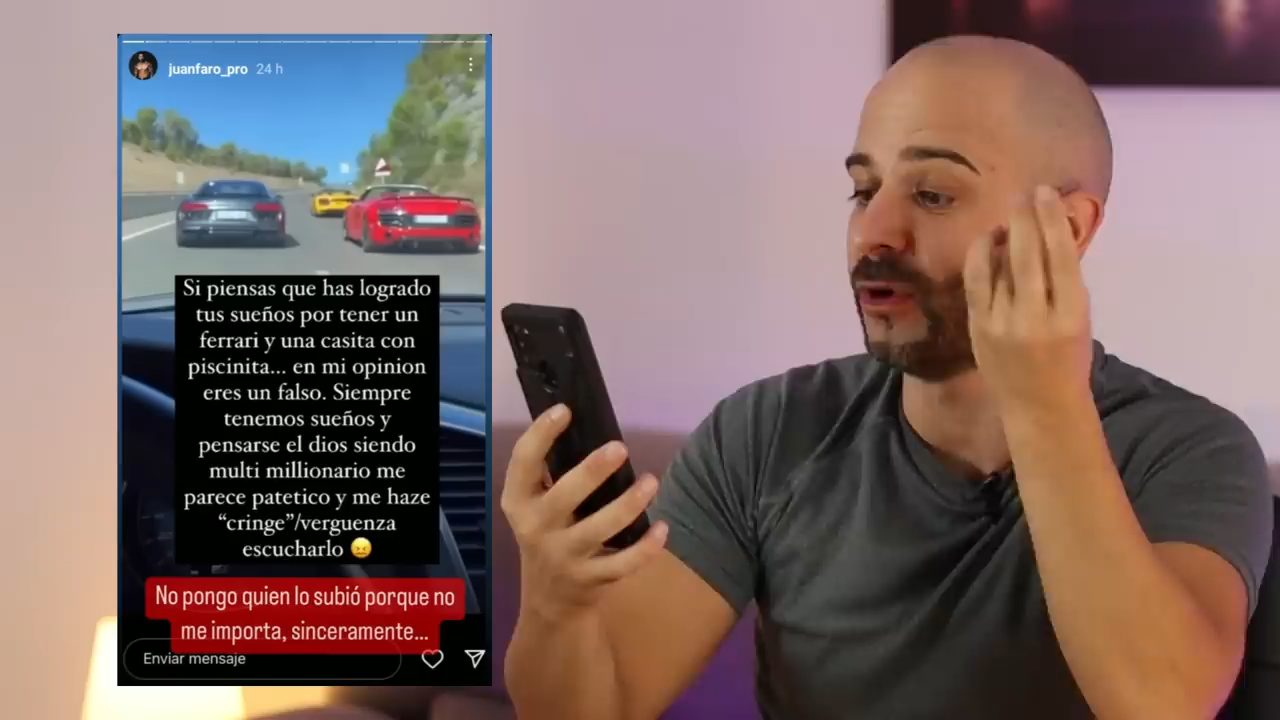 juanfaro_pro 24 h
Si piensas que has logrado
tus sueños por tener un
ferrari y una casita con
piscinita... en mi opinion
eres un falso. Siempre
tenemos sueños y
pensarse el dios siendo
multi millionario me
parece patetico y me haze
“cringe”/verguenza
escucharlo 😖
No pongo quien lo subió porque no
me importa, sinceramente...
Enviar mensaje